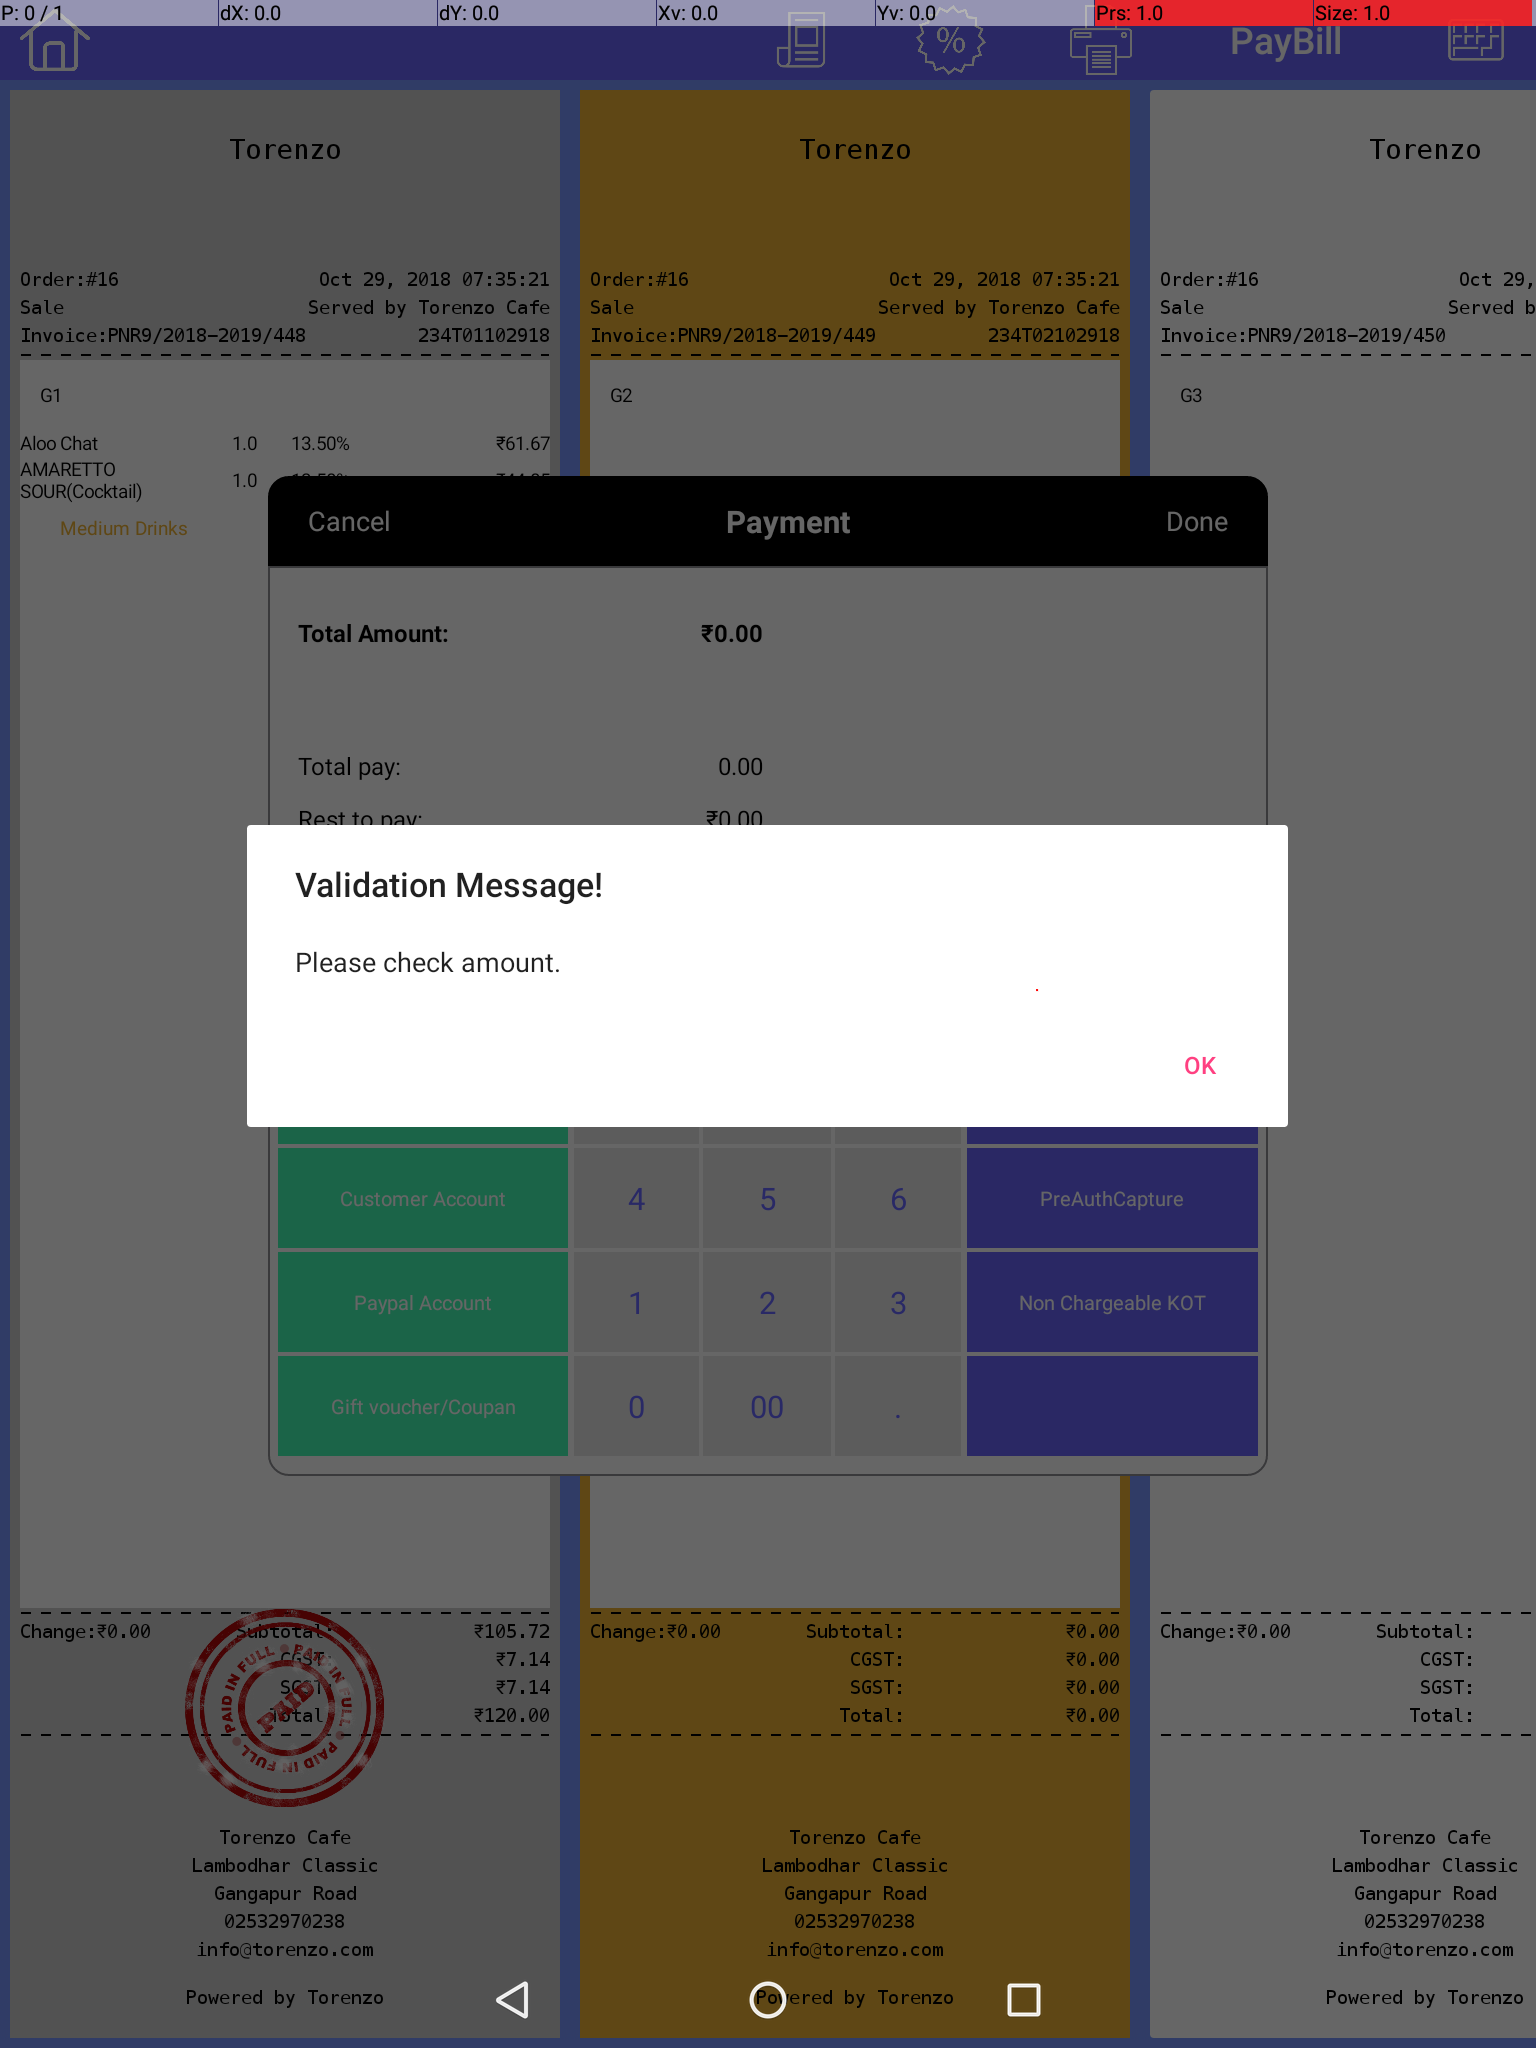 P: 0 / 1 dX: 0.0 dY: 0.0 Xv: 0.0 Yv: 0.0 Prs: 1.0 Size: 1.0
% PayBill
Torenzo Torenzo Torenzo
Order:#16 Oct 29, 2018 07:35:21 Order:#16 Oct 29, 2018 07:35:21 Order:#16 Oct 29,
Sale Served by Torenzo Cafe Sale Served by Torenzo Cafe Sale Served b
Invoice:PNR9/2018-2019/448 234T01102918 Invoice:PNR9/2018-2019/449 234T02102918 Invoice:PNR9/2018-2019/450
G1 G2 G3
Aloo Chat 1.0 13.50% ₹61.67
AMARETTO
SOUR(Cocktail) 1.0
Medium Drinks
Cancel Payment Done
Total Amount: ₹0.00
Total pay: 0.00
Rest to pay: ₹0.00
Validation Message!
Please check amount.
OK
Customer Account 4 5 6 PreAuthCapture
Paypal Account 1 2 3 Non Chargeable KOT
Gift voucher/Coupan 0 00 .
Change:₹0.00 Subtotal: ₹105.72 Change:₹0.00 Subtotal: ₹0.00 Change:₹0.00 Subtotal:
CGST: ₹7.14 CGST: ₹0.00 CGST:
SGST: ₹7.14 SGST: ₹0.00 SGST:
Total: ₹120.00 Total: ₹0.00 Total:
PAID IN FULL PAID IN FULL PAID IN FULL
PAID
Torenzo Cafe Torenzo Cafe Torenzo Cafe
Lambodhar Classic Lambodhar Classic Lambodhar Classic
Gangapur Road Gangapur Road Gangapur Road
02532970238 02532970238 02532970238
info@torenzo.com info@torenzo.com info@torenzo.com
Powered by Torenzo Powered by Torenzo Powered by Torenzo